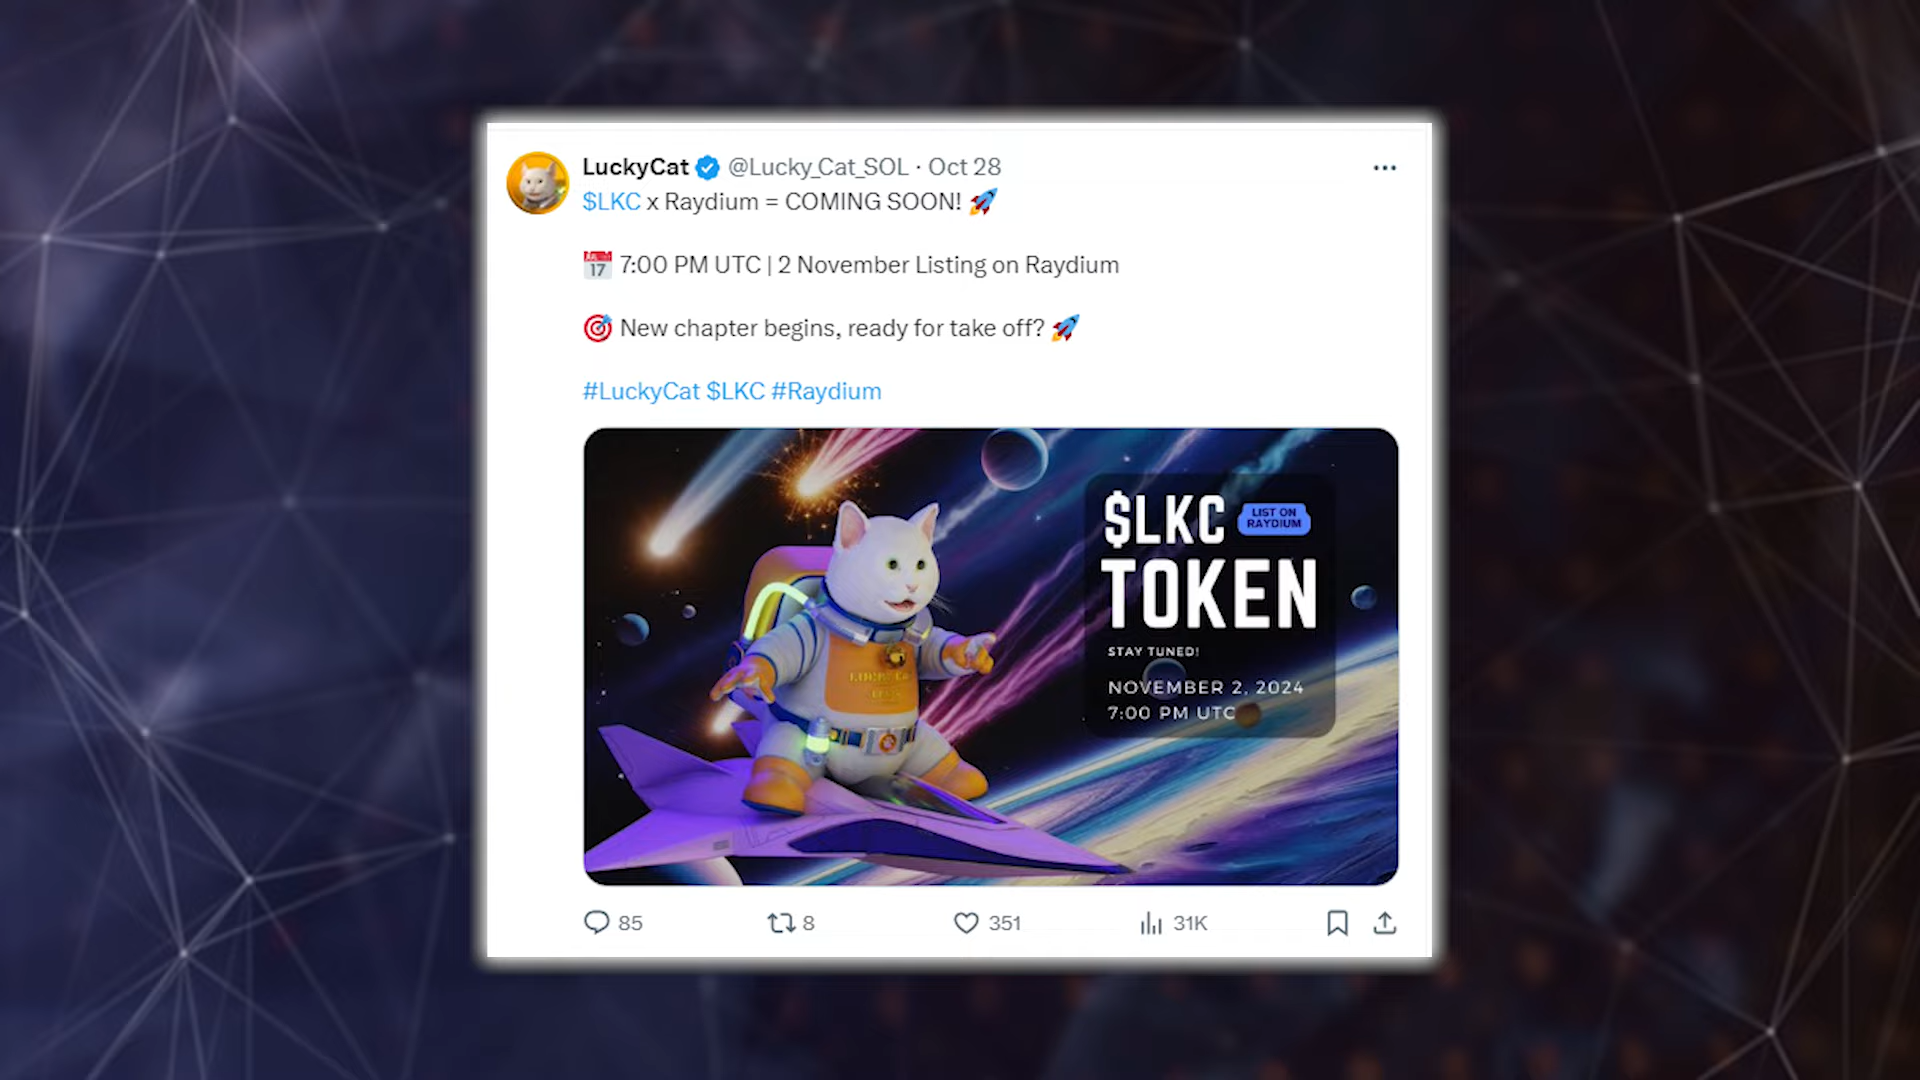 LuckyCat @Lucky_Cat_SOL · Oct 28
$LKC x Raydium = COMING SOON! 🚀
📅 7:00 PM UTC | 2 November Listing on Raydium
🎯 New chapter begins, ready for take off? 🚀
#LuckyCat $LKC #Raydium
$LKC
LIST ON
RAYDIUM
TOKEN
STAY TUNED!
NOVEMBER 2, 2024
7:00 PM UTC
85 8 351 31K